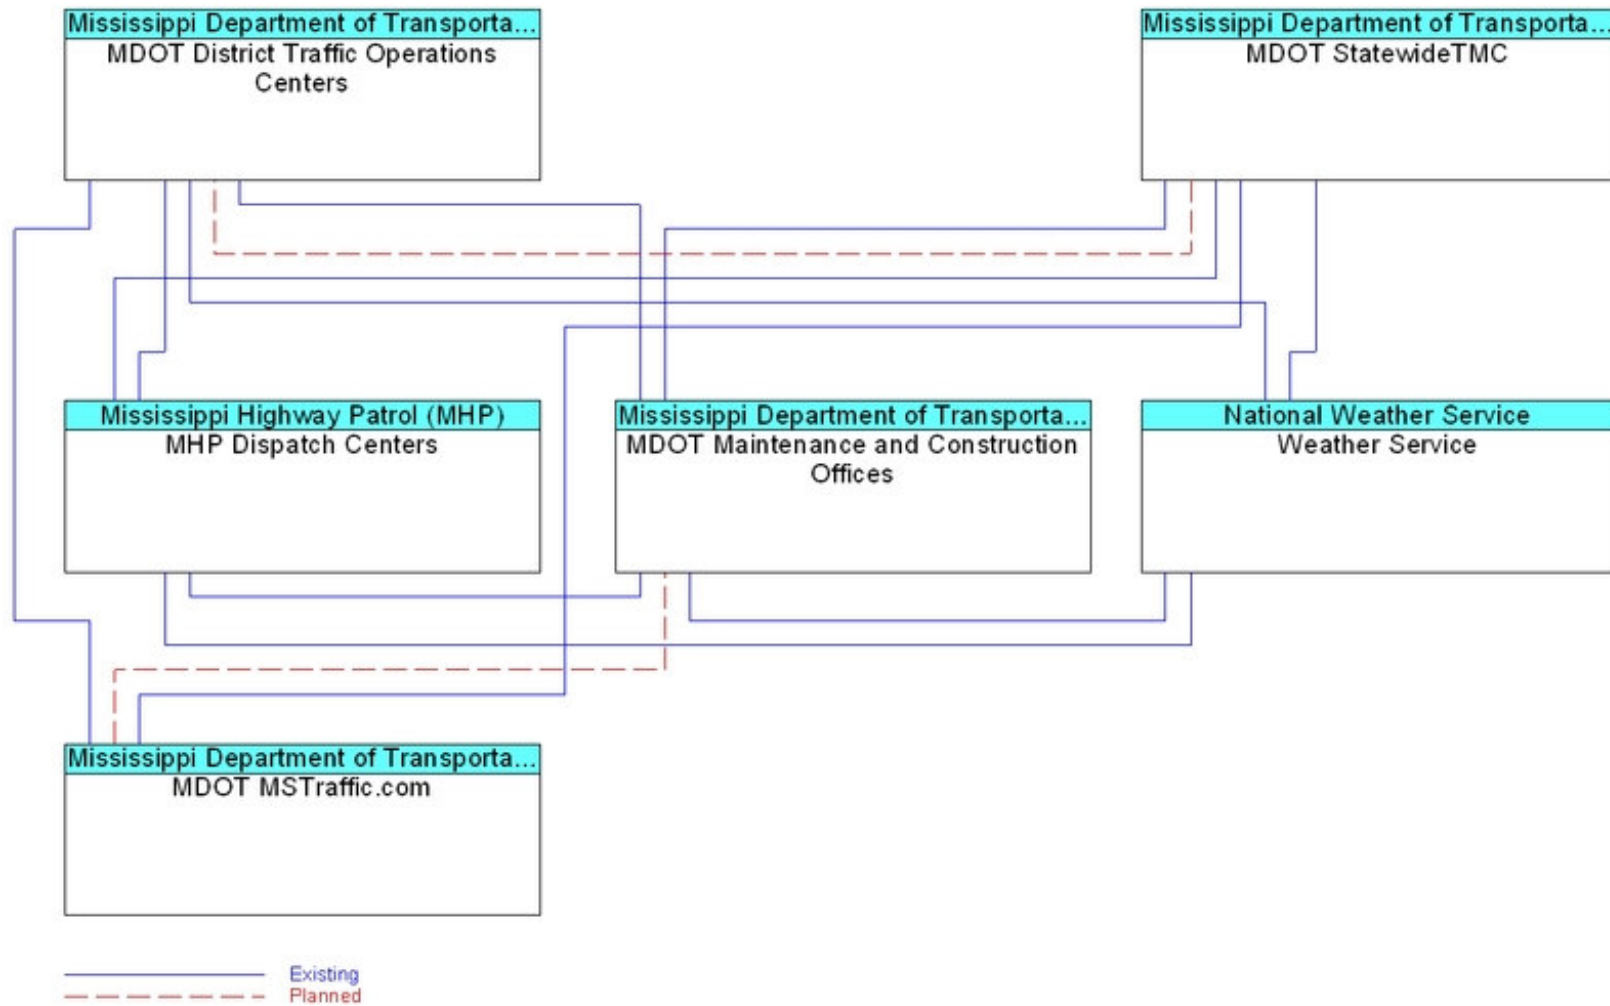 Mississippi Department of Transporta...
MDOT District Traffic Operations
Centers
Mississippi Department of Transporta...
MDOT StatewideTMC
Mississippi Highway Patrol (MHP)
MHP Dispatch Centers
Mississippi Department of Transporta...
MDOT Maintenance and Construction
Offices
National Weather Service
Weather Service
Mississippi Department of Transporta...
MDOT MSTraffic.com
Existing
Planned